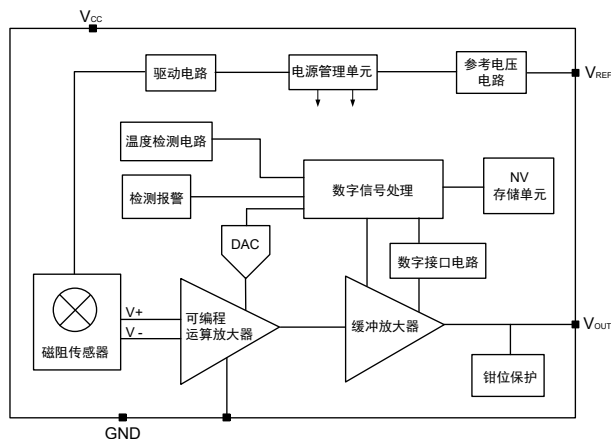 VCC
驱动电路
电源管理单元
参考电压
电路
VREF
温度检测电路
检测报警
数字信号处理
NV
存储单元
DAC
数字接口电路
V+
V -
可编程
运算放大器
缓冲放大器
VOUT
磁阻传感器
钳位保护
GND